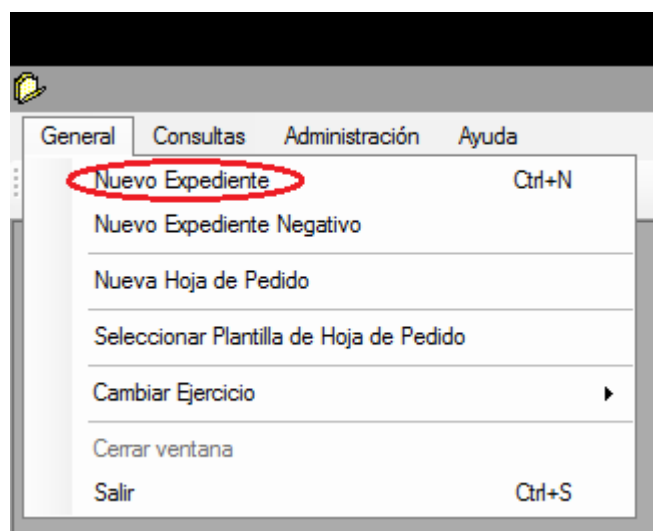 General Consultas Administración Ayuda
Nuevo Expediente Ctrl+N
Nuevo Expediente Negativo
Nueva Hoja de Pedido
Seleccionar Plantilla de Hoja de Pedido
Cambiar Ejercicio
Cerrar ventana
Salir Ctrl+S